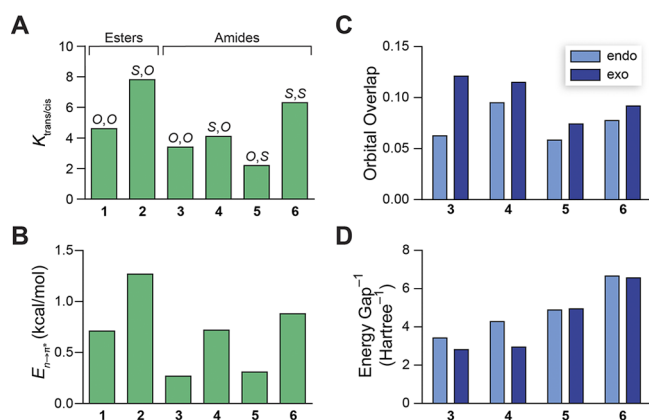 A
Esters
Amides
K trans/cis
10
8
6
4
2
0
O,O
S,O
O,O
S,O
O,S
S,S
1
2
3
4
5
6
B
E n→π* (kcal/mol)
1.5
1.0
0.5
0.0
1
2
3
4
5
6
C
endo
exo
Orbital Overlap
0.15
0.10
0.05
0.00
3
4
5
6
D
Energy Gap⁻¹
(Hartree⁻¹)
8
6
4
2
0
3
4
5
6